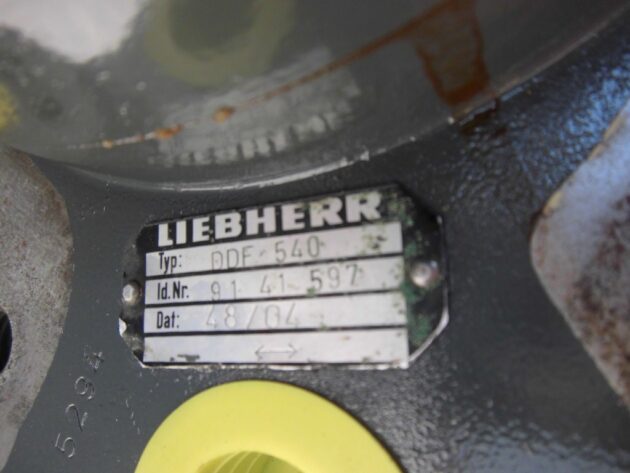 LIEBHERR
Typ: DDF 540
Id.Nr. 91 41 597
Dat: 48/04
5294